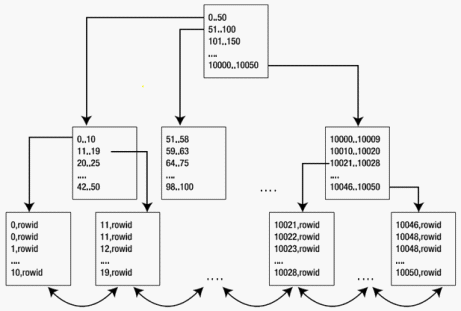 0..50
51..100
101..150
....
10000..10050
0..10
11..19
20..25
....
42..50
51..58
59..63
64..75
....
98..100
....
10000..10009
10010..10020
10021..10028
....
10046..10050
0,rowid
0,rowid
1,rowid
....
10,rowid
11,rowid
11,rowid
12,rowid
....
19,rowid
....
10021,rowid
10022,rowid
10023,rowid
....
10028,rowid
....
10046,rowid
10048,rowid
10048,rowid
....
10050,rowid